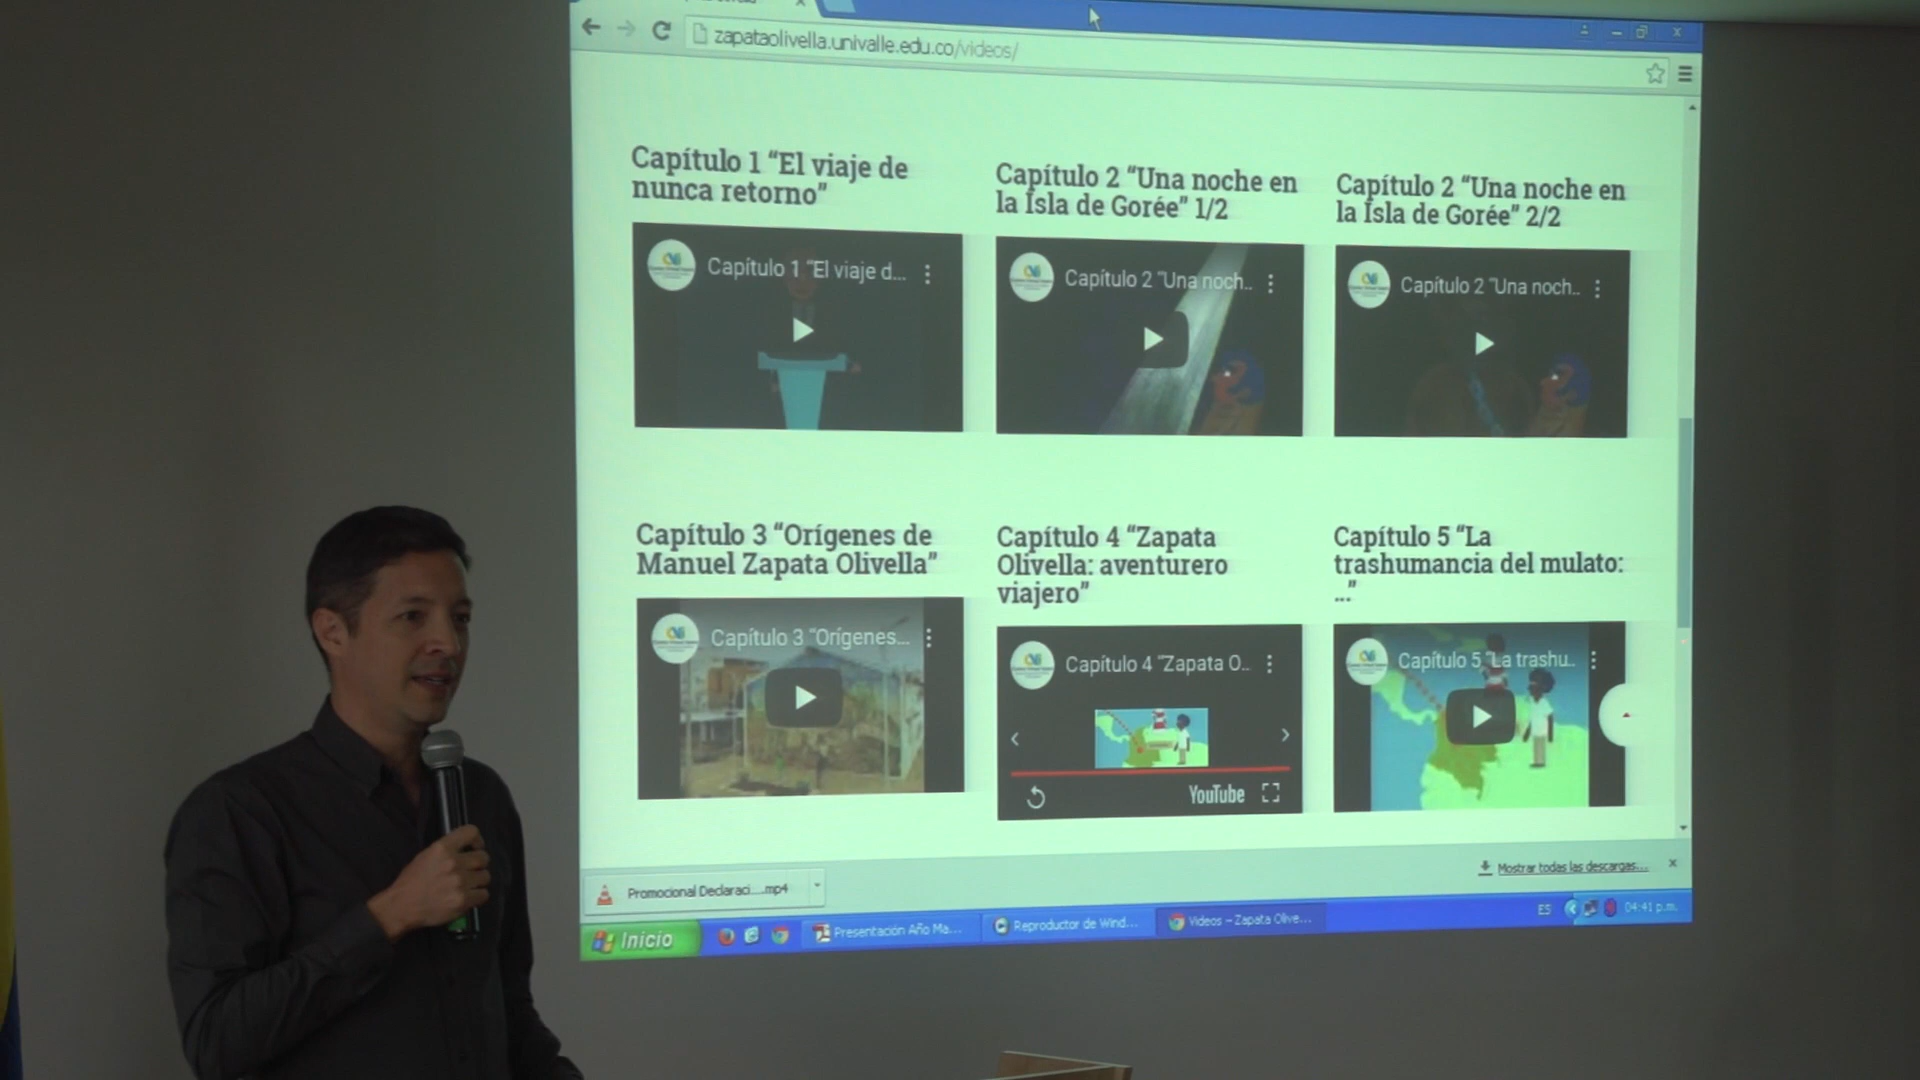 zapataolivella.univalle.edu.co/videos/
Capítulo 1 “El viaje de
nunca retorno”
Capítulo 2 “Una noche en
la Isla de Gorée” 1/2
Capítulo 2 “Una noche en
la Isla de Gorée” 2/2
Capítulo 1 “El viaje d...
Capítulo 2 “Una noch..
Capítulo 2 “Una noch..
Capítulo 3 “Orígenes de
Manuel Zapata Olivella”
Capítulo 4 “Zapata
Olivella: aventurero
viajero”
Capítulo 5 “La
trashumancia del mulato:
...”
Capítulo 3 “Orígenes...
Capítulo 4 “Zapata O..
Capítulo 5 “La trashu..
YouTube
Mostrar todas las descargas...
Promocional Declaraci....mp4
Inicio
Presentación Año Ma...
Reproductor de Wind...
Videos – Zapata Olive...
ES
04:41 p.m.